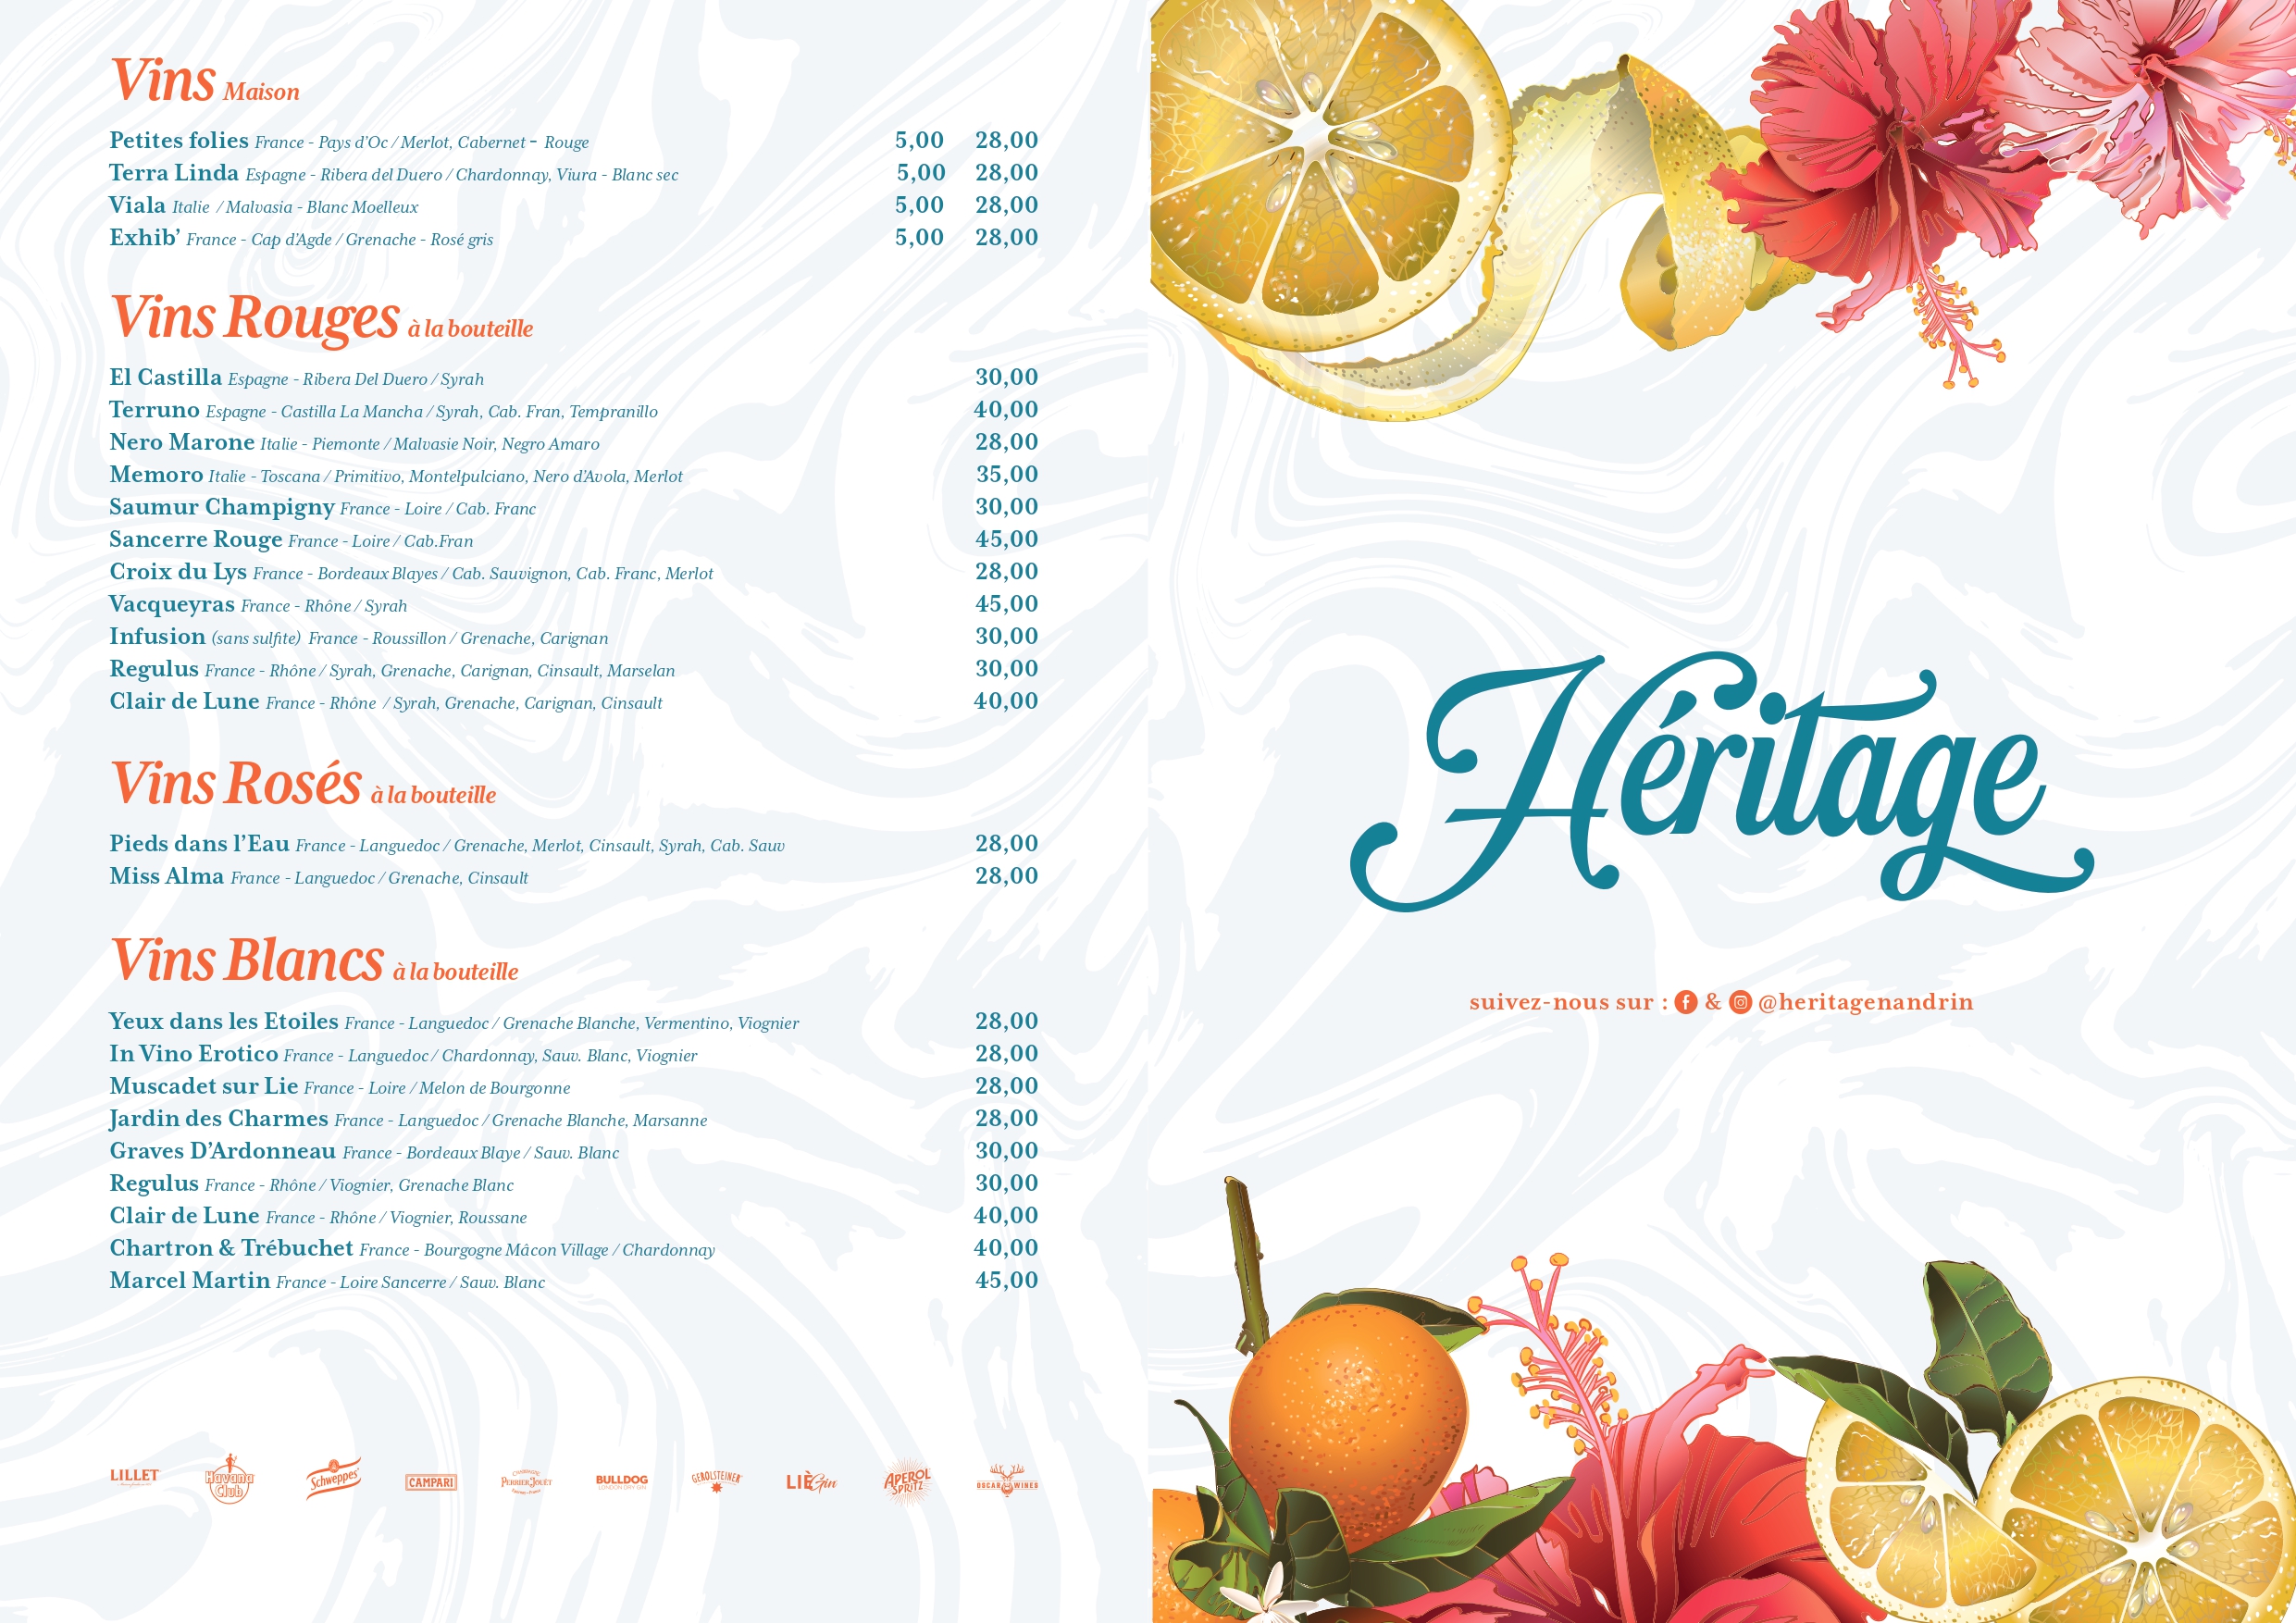 Vins Maison
Petites folies France - Pays d'Oc / Merlot, Cabernet - Rouge 5,00 28,00
Terra Linda Espagne - Ribera del Duero / Chardonnay, Viura - Blanc sec 5,00 28,00
Viala Italie / Malvasia - Blanc Moelleux 5,00 28,00
Exhib' France - Cap d'Agde / Grenache - Rosé gris 5,00 28,00
Vins Rouges à la bouteille
El Castilla Espagne - Ribera Del Duero / Syrah 30,00
Terruno Espagne - Castilla La Mancha / Syrah, Cab. Fran, Tempranillo 40,00
Nero Marone Italie - Piemonte / Malvasie Noir, Negro Amaro 28,00
Memoro Italie - Toscana / Primitivo, Montelpulciano, Nero d'Avola, Merlot 35,00
Saumur Champigny France - Loire / Cab. Franc 30,00
Sancerre Rouge France - Loire / Cab.Fran 45,00
Croix du Lys France - Bordeaux Blayes / Cab. Sauvignon, Cab. Franc, Merlot 28,00
Vacqueyras France - Rhône / Syrah 45,00
Infusion (sans sulfite) France - Roussillon / Grenache, Carignan 30,00
Regulus France - Rhône / Syrah, Grenache, Carignan, Cinsault, Marselan 30,00
Clair de Lune France - Rhône / Syrah, Grenache, Carignan, Cinsault 40,00
Vins Rosés à la bouteille
Pieds dans l'Eau France - Languedoc / Grenache, Merlot, Cinsault, Syrah, Cab. Sauv 28,00
Miss Alma France - Languedoc / Grenache, Cinsault 28,00
Vins Blancs à la bouteille
Yeux dans les Etoiles France - Languedoc / Grenache Blanche, Vermentino, Viognier 28,00
In Vino Erotico France - Languedoc / Chardonnay, Sauv. Blanc, Viognier 28,00
Muscadet sur Lie France - Loire / Melon de Bourgonne 28,00
Jardin des Charmes France - Languedoc / Grenache Blanche, Marsanne 28,00
Graves D'Ardonneau France - Bordeaux Blaye / Sauv. Blanc 30,00
Regulus France - Rhône / Viognier, Grenache Blanc 30,00
Clair de Lune France - Rhône / Viognier, Roussane 40,00
Chartron & Trébuchet France - Bourgogne Mâcon Village / Chardonnay 40,00
Marcel Martin France - Loire Sancerre / Sauv. Blanc 45,00
LILLET
Havana Club
Schweppes
CAMPARI
CHAMPAGNE
PERRIER-JOUËT
BULLDOG
LONDON DRY GIN
GEROLSTEINER
LIÈGin
APEROL SPRITZ
OSCAR WINES
Héritage
suivez-nous sur : & @heritagenandrin